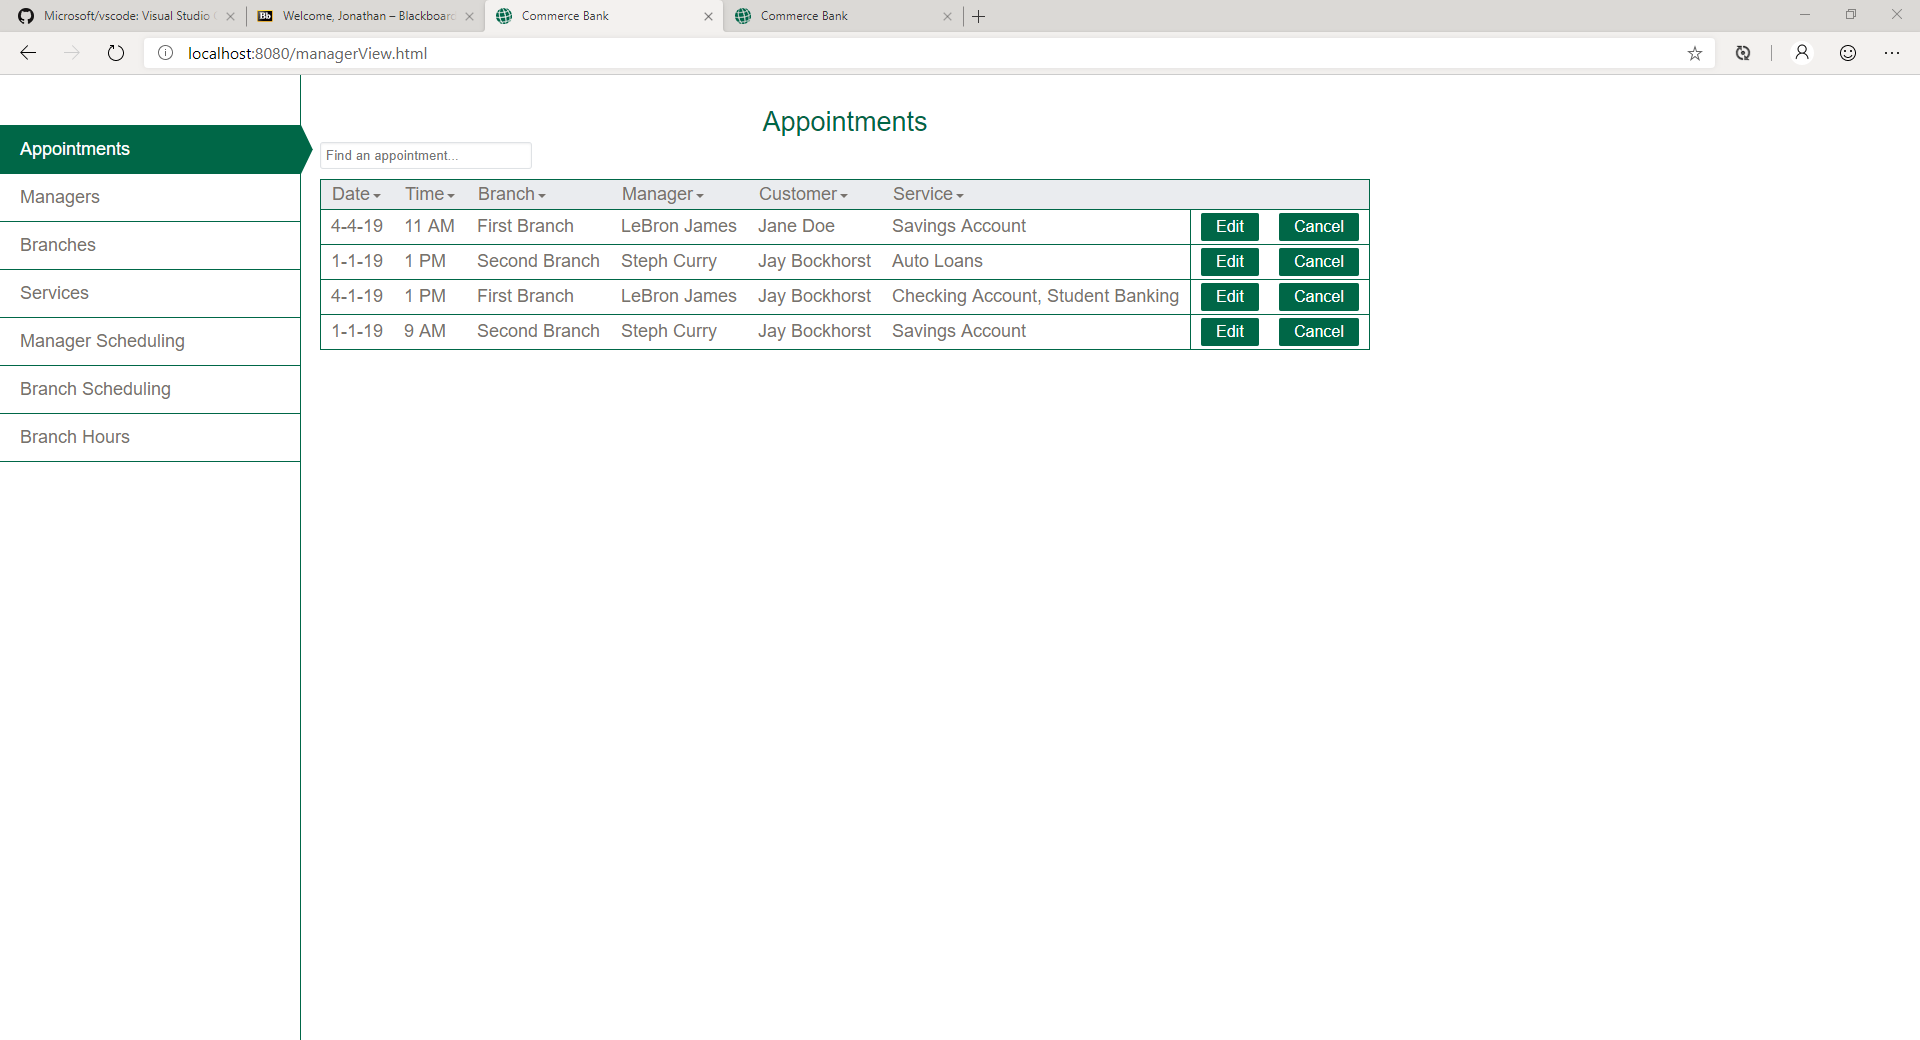 Microsoft/vscode: Visual Studio
Bb Welcome, Jonathan – Blackboard
Commerce Bank
Commerce Bank
localhost:8080/managerView.html
Appointments
Managers
Branches
Services
Manager Scheduling
Branch Scheduling
Branch Hours
Appointments
Find an appointment...
Date Time Branch Manager Customer Service
4-4-19 11 AM First Branch LeBron James Jane Doe Savings Account Edit Cancel
1-1-19 1 PM Second Branch Steph Curry Jay Bockhorst Auto Loans Edit Cancel
4-1-19 1 PM First Branch LeBron James Jay Bockhorst Checking Account, Student Banking Edit Cancel
1-1-19 9 AM Second Branch Steph Curry Jay Bockhorst Savings Account Edit Cancel